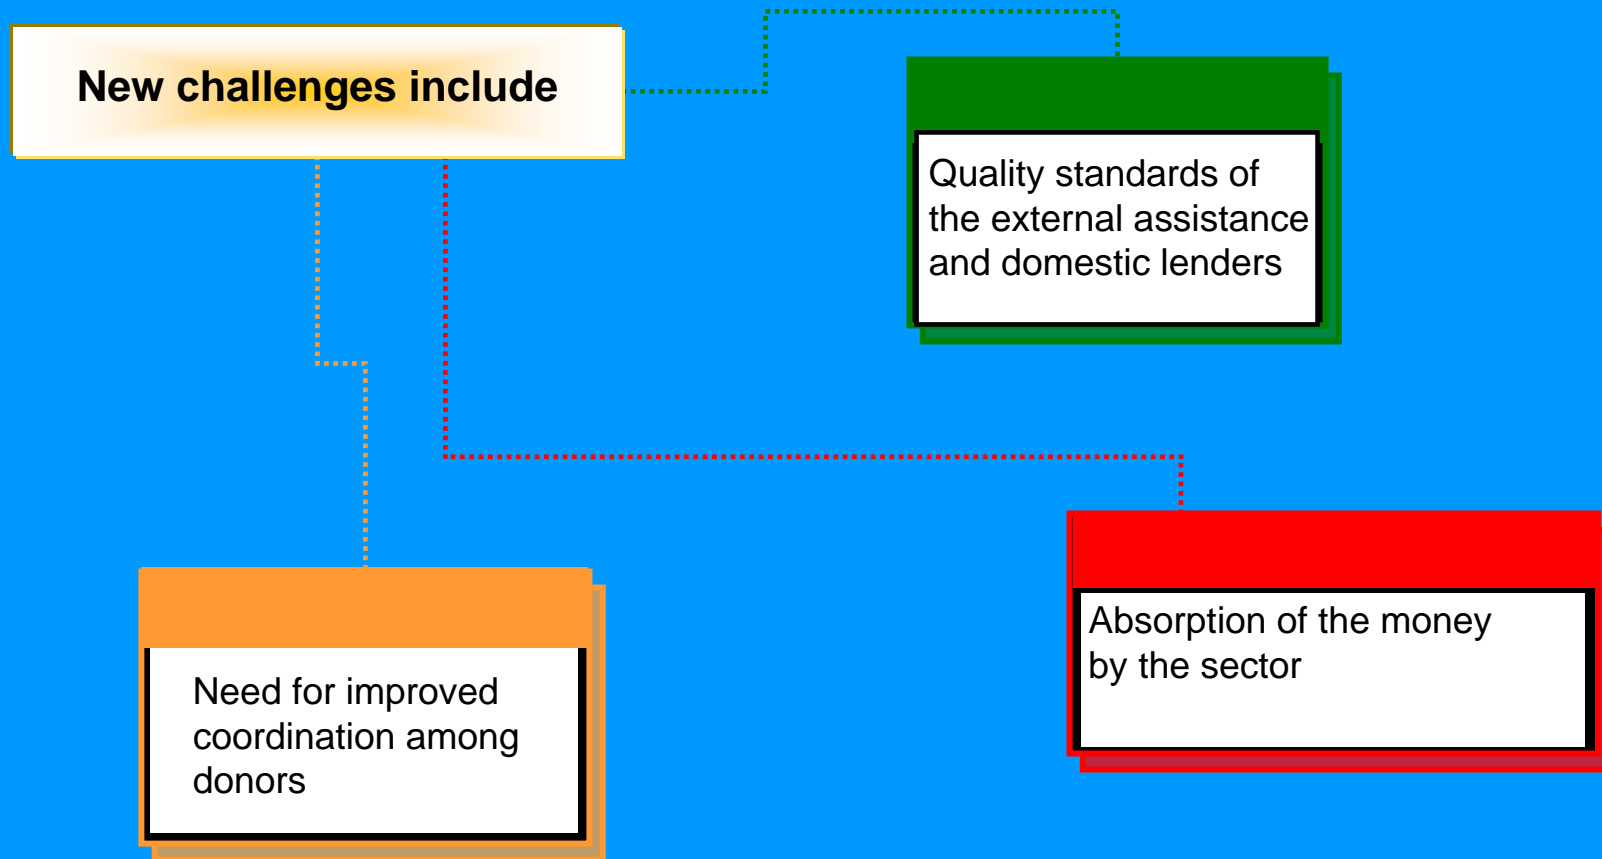 New challenges include
Quality standards of
the external assistance
and domestic lenders
Absorption of the money
by the sector
Need for improved
coordination among
donors